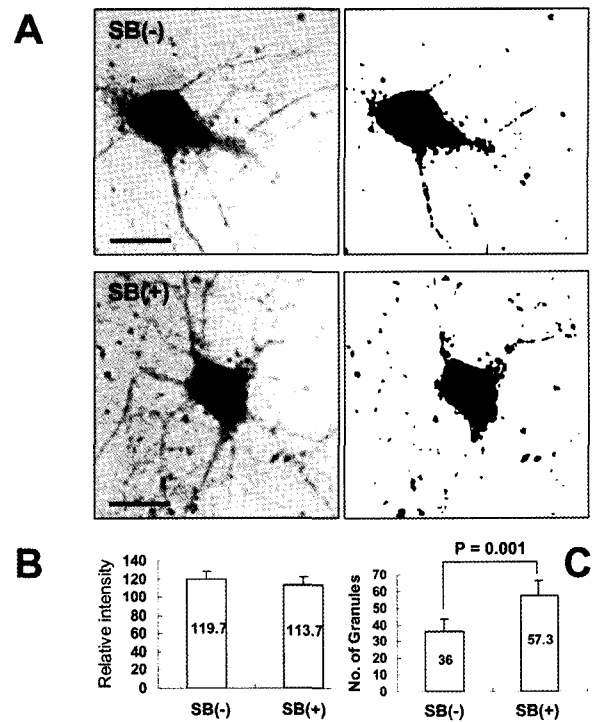 A
SB(-)
SB(+)
B
Relative intensity
140
120
100
80
60
40
20
0
119.7
113.7
SB(-)
SB(+)
C
P = 0.001
No. of Granules
70
60
50
40
30
20
10
0
36
57.3
SB(-)
SB(+)